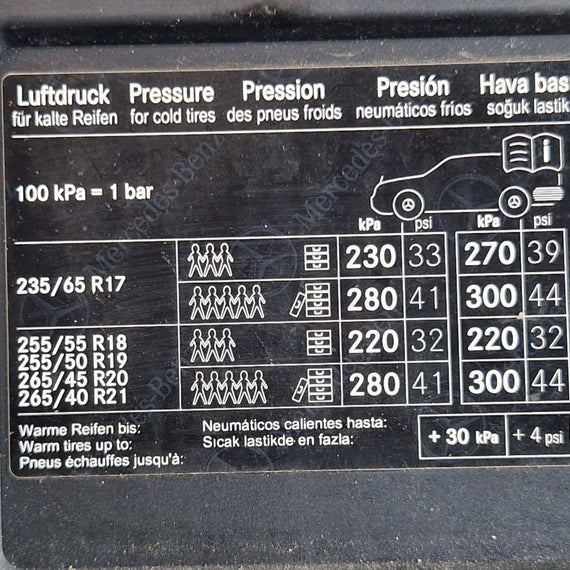 Luftdruck Pressure Pression Presión Hava bas
für kalte Reifen for cold tires des pneus froids neumáticos fríos soğuk lastik
100 kPa = 1 bar
kPa psi kPa psi
235/65 R17 230 33 270 39
280 41 300 44
255/55 R18 220 32 220 32
255/50 R19
265/45 R20 280 41 300 44
265/40 R21
Warme Reifen bis: Neumáticos calientes hasta:
Warm tires up to: Sıcak lastikde en fazla:
Pneus échauffes jusqu'à: + 30 kPa + 4 psi